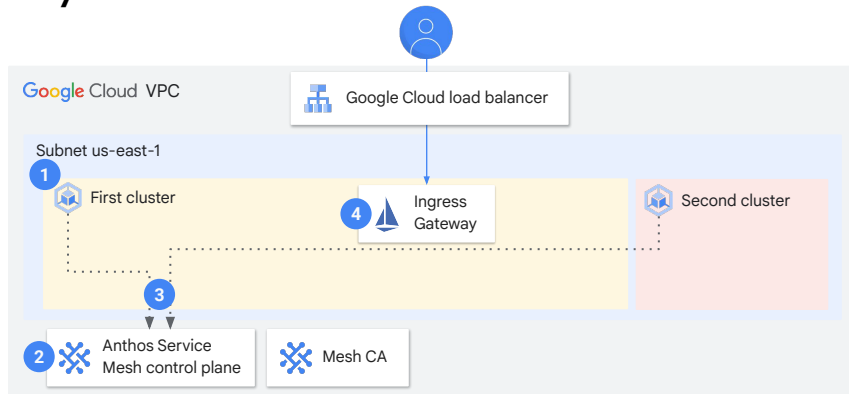 Google Cloud VPC
Google Cloud load balancer
Subnet us-east-1
1
First cluster
4
Ingress
Gateway
Second cluster
3
2
Anthos Service
Mesh control plane
Mesh CA